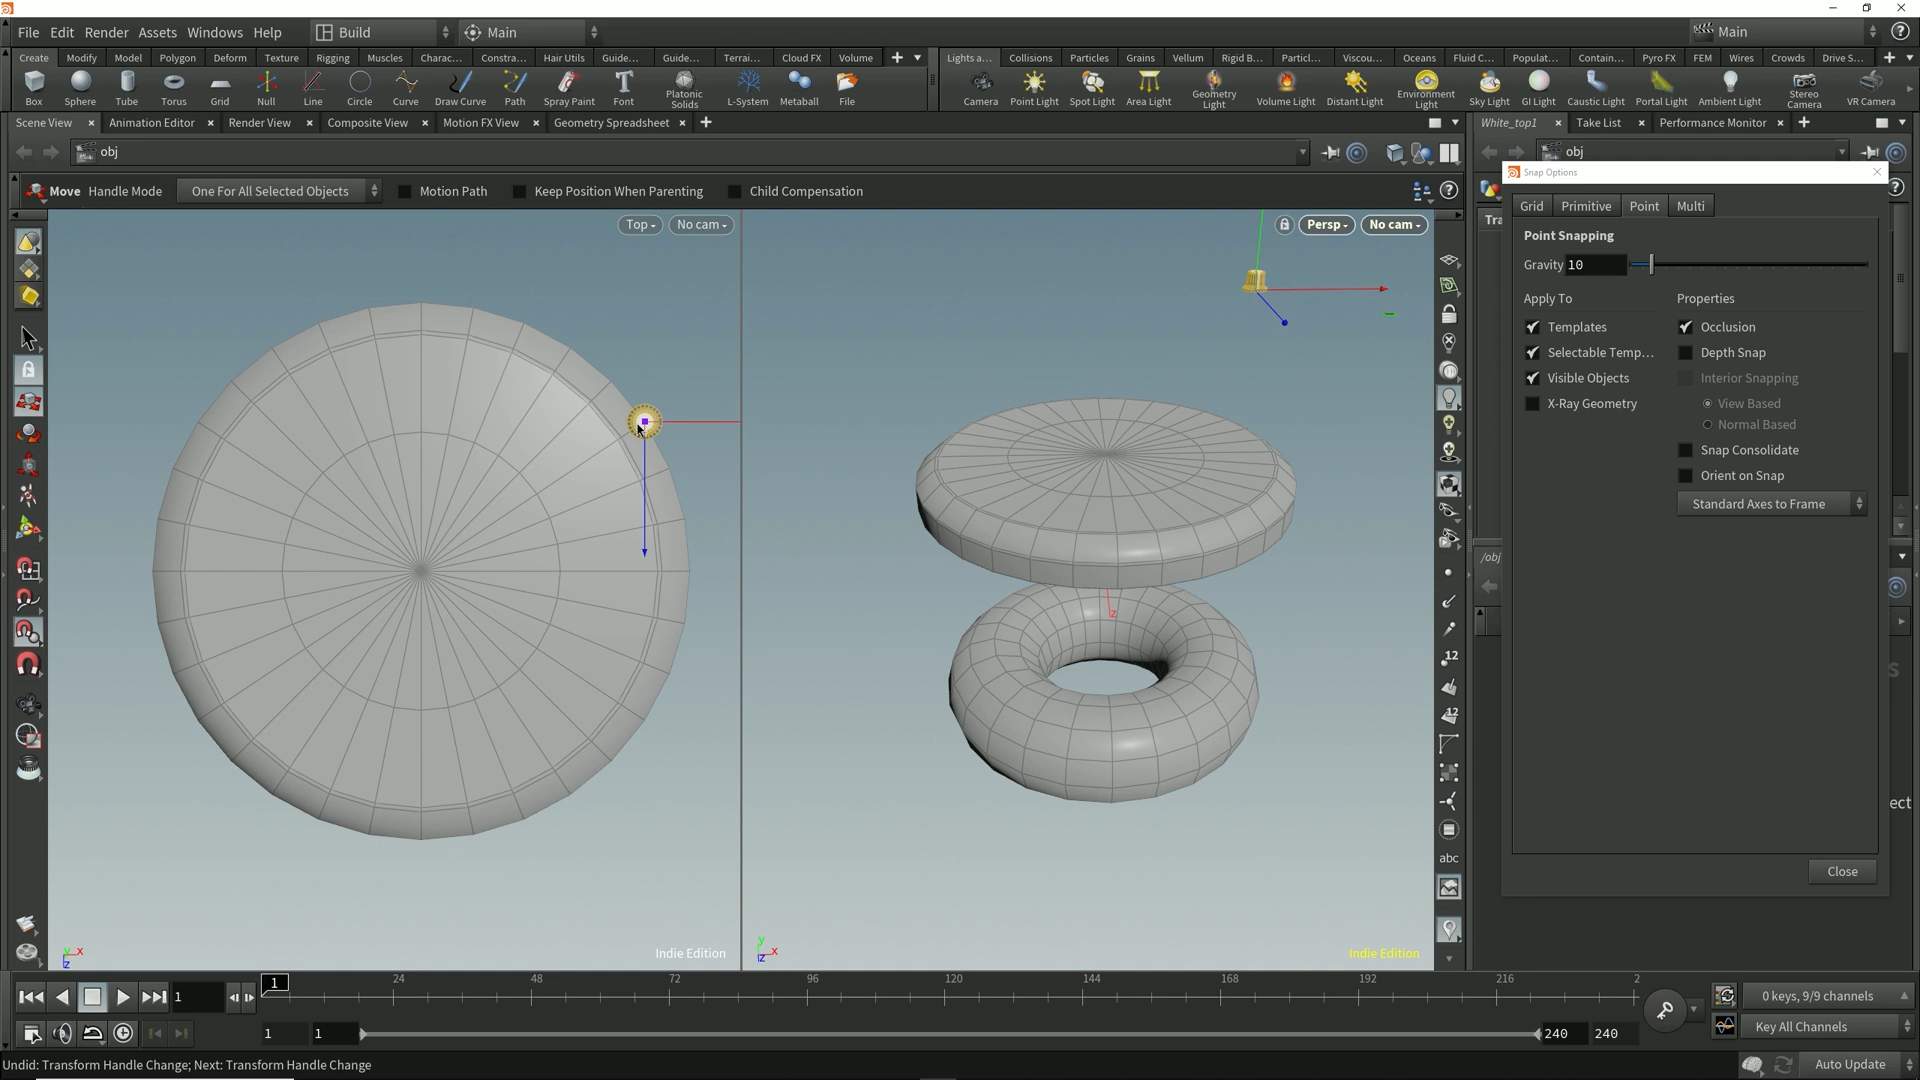 File Edit Render Assets Windows Help Build Main Main
Create Modify Model Polygon Deform Texture Rigging Muscles Charac... Constra... Hair Utils Guide... Guide... Terrai... Cloud FX Volume Lights a... Collisions Particles Grains Vellum Rigid B... Particl... Viscou... Oceans Fluid C... Populat... Contain... Pyro FX FEM Wires Crowds Drive S...
Box Sphere Tube Torus Grid Null Line Circle Curve Draw Curve Path Spray Paint Font Platonic Solids L-System Metaball File Camera Point Light Spot Light Area Light Geometry Light Volume Light Distant Light Environment Light Sky Light GI Light Caustic Light Portal Light Ambient Light Stereo Camera VR Camera
Scene View Animation Editor Render View Composite View Motion FX View Geometry Spreadsheet White_top1 Take List Performance Monitor
obj obj
Snap Options
Move Handle Mode One For All Selected Objects Motion Path Keep Position When Parenting Child Compensation
Grid Primitive Point Multi
Tra
Top No cam Persp No cam
Point Snapping
Gravity 10
Apply To Properties
Templates Occlusion
Selectable Temp... Depth Snap
Visible Objects Interior Snapping
X-Ray Geometry View Based
Normal Based
Snap Consolidate
Orient on Snap
Standard Axes to Frame
/obj
z
12
12
ect
abc
Close
y x z Indie Edition y x z Indie Edition
1 24 48 72 96 120 144 168 192 216 2
1 0 keys, 9/9 channels
1 1 240 240 Key All Channels
Undid: Transform Handle Change; Next: Transform Handle Change Auto Update